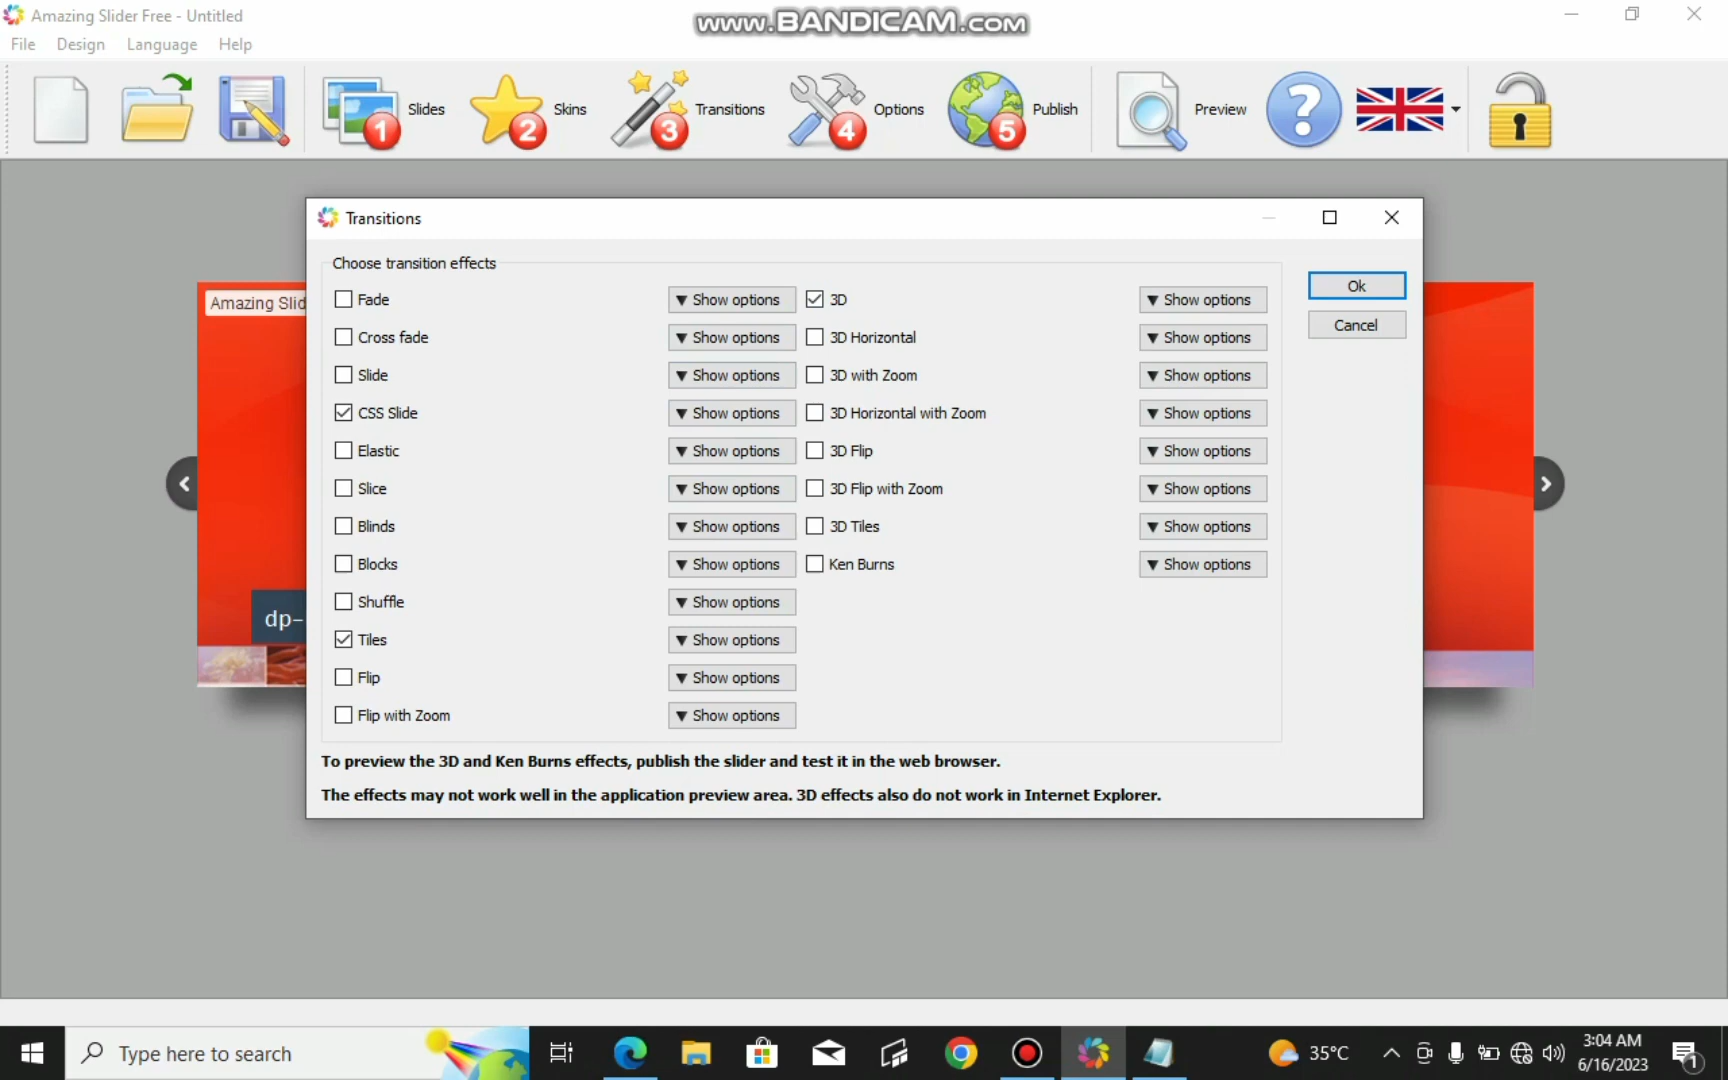 Amazing Slider Free - Untitled
www.BANDICAM.com
File Design Language Help
1 Slides 2 Skins 3 Transitions 4 Options 5 Publish Preview ?
Transitions
Choose transition effects
Fade ▼ Show options 3D ▼ Show options
Cross fade ▼ Show options 3D Horizontal ▼ Show options
Slide ▼ Show options 3D with Zoom ▼ Show options
CSS Slide ▼ Show options 3D Horizontal with Zoom ▼ Show options
Elastic ▼ Show options 3D Flip ▼ Show options
Slice ▼ Show options 3D Flip with Zoom ▼ Show options
Blinds ▼ Show options 3D Tiles ▼ Show options
Blocks ▼ Show options Ken Burns ▼ Show options
Shuffle ▼ Show options
Tiles ▼ Show options
Flip ▼ Show options
Flip with Zoom ▼ Show options
Ok
Cancel
To preview the 3D and Ken Burns effects, publish the slider and test it in the web browser.
The effects may not work well in the application preview area. 3D effects also do not work in Internet Explorer.
Amazing Slid
dp-
Type here to search
35°C
3:04 AM
6/16/2023
1